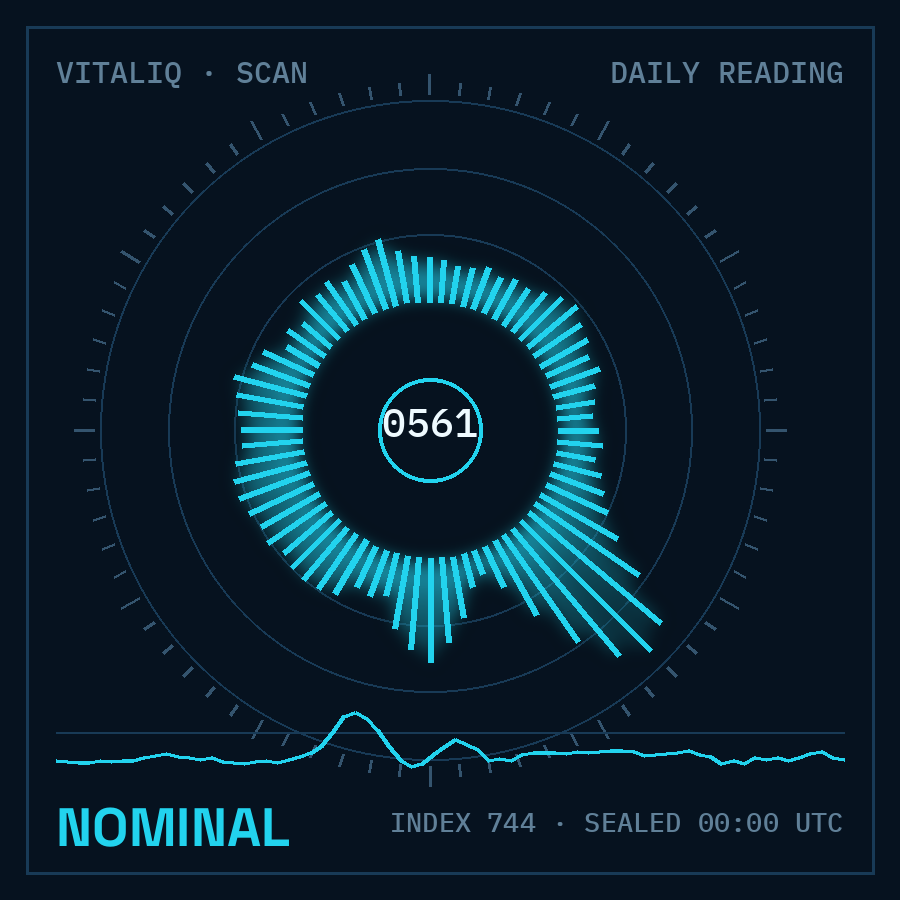 VITALIQ · SCAN
DAILY READING
0561
NOMINAL
INDEX 744 · SEALED 00:00 UTC